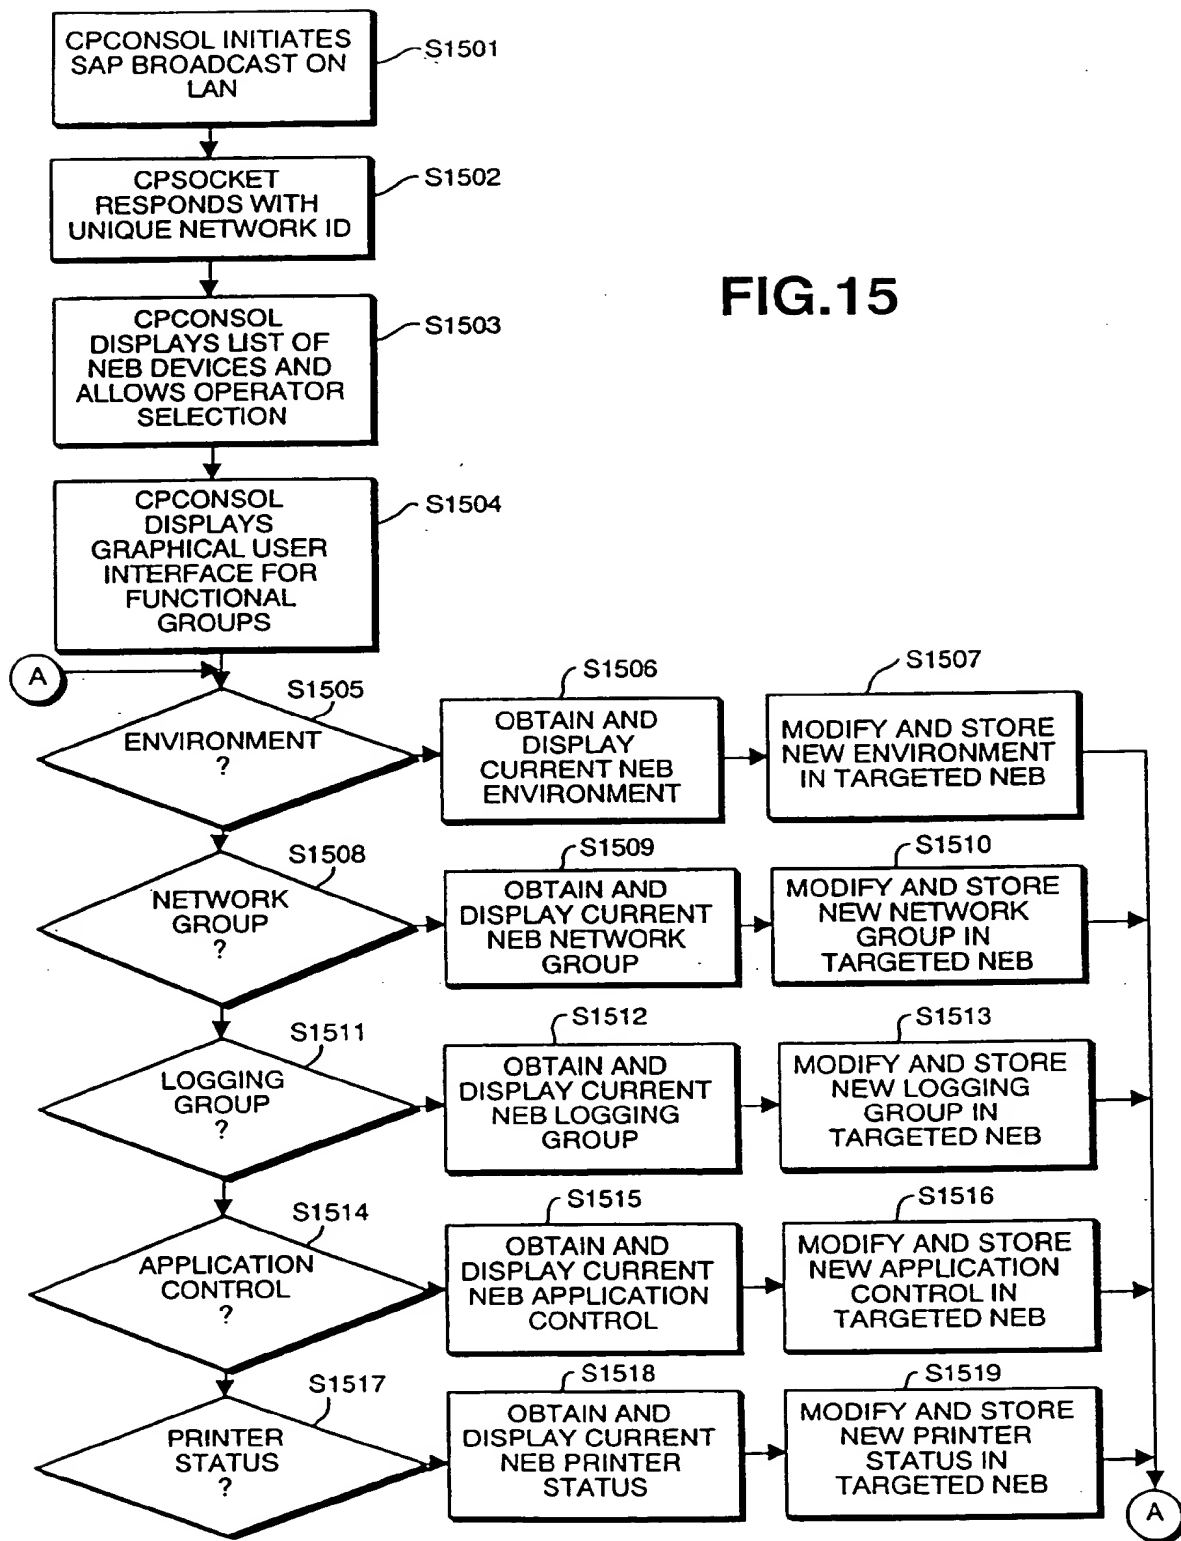 CPCONSOL INITIATES
SAP BROADCAST ON
LAN
S1501
CPSOCKET
RESPONDS WITH
UNIQUE NETWORK ID
S1502
FIG.15
CPCONSOL
DISPLAYS LIST OF
NEB DEVICES AND
ALLOWS OPERATOR
SELECTION
S1503
CPCONSOL
DISPLAYS
GRAPHICAL USER
INTERFACE FOR
FUNCTIONAL
GROUPS
S1504
A
S1505
ENVIRONMENT
?
S1506
OBTAIN AND
DISPLAY
CURRENT NEB
ENVIRONMENT
S1507
MODIFY AND STORE
NEW ENVIRONMENT
IN TARGETED NEB
S1508
NETWORK
GROUP
?
S1509
OBTAIN AND
DISPLAY CURRENT
NEB NETWORK
GROUP
S1510
MODIFY AND STORE
NEW NETWORK
GROUP IN
TARGETED NEB
S1511
LOGGING
GROUP
?
S1512
OBTAIN AND
DISPLAY CURRENT
NEB LOGGING
GROUP
S1513
MODIFY AND STORE
NEW LOGGING
GROUP IN
TARGETED NEB
S1514
APPLICATION
CONTROL
?
S1515
OBTAIN AND
DISPLAY CURRENT
NEB APPLICATION
CONTROL
S1516
MODIFY AND STORE
NEW APPLICATION
CONTROL IN
TARGETED NEB
S1517
PRINTER
STATUS
?
S1518
OBTAIN AND
DISPLAY CURRENT
NEB PRINTER
STATUS
S1519
MODIFY AND STORE
NEW PRINTER
STATUS IN
TARGETED NEB
A